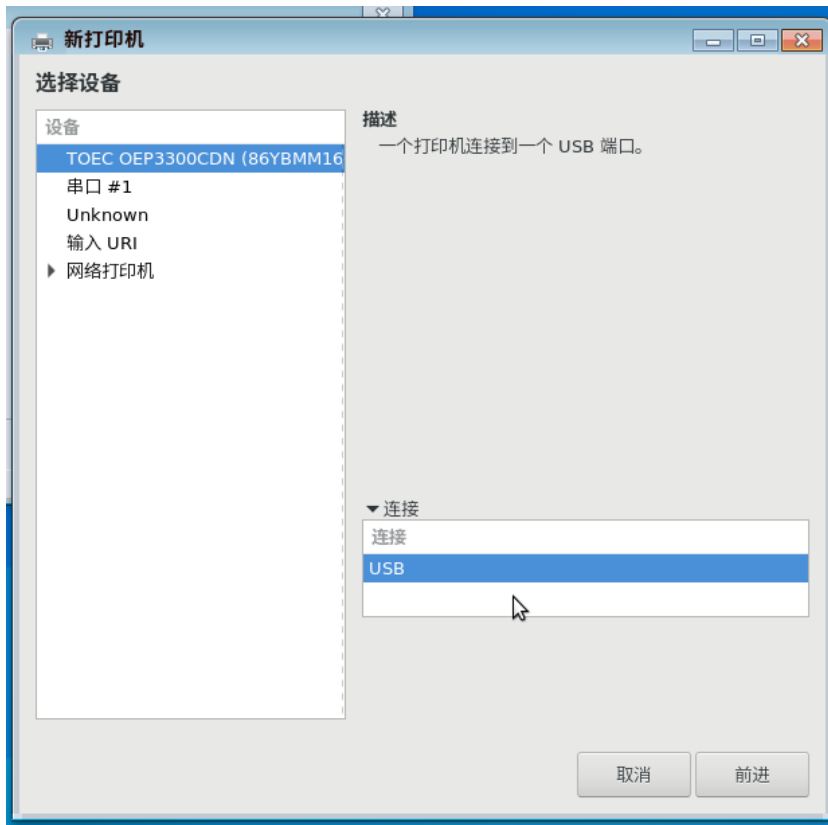 新打印机
选择设备
设备
TOEC OEP3300CDN (86YBMM16
串口 #1
Unknown
输入 URI
网络打印机
描述
一个打印机连接到一个 USB 端口。
连接
连接
USB
取消
前进